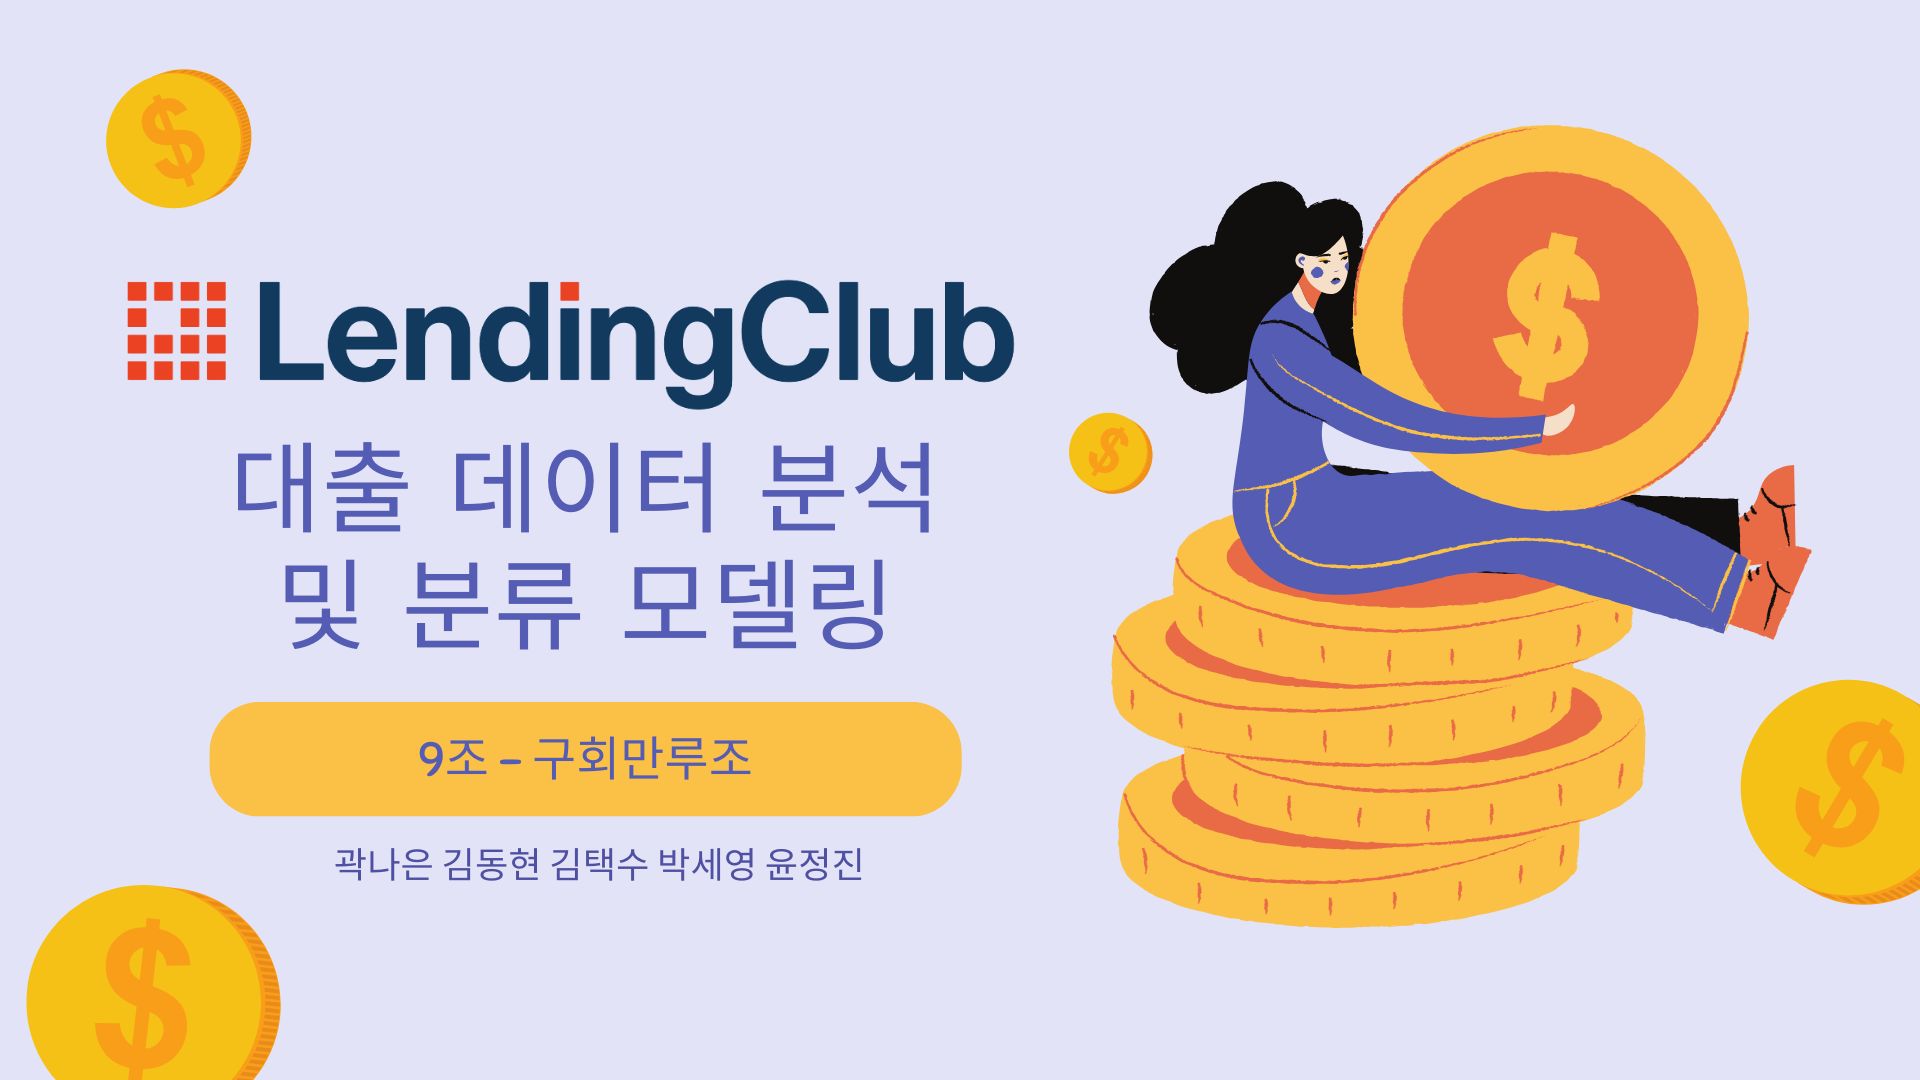 LendingClub
대출 데이터 분석
및 분류 모델링
9조 – 구회만루조
곽나은 김동현 김택수 박세영 윤정진